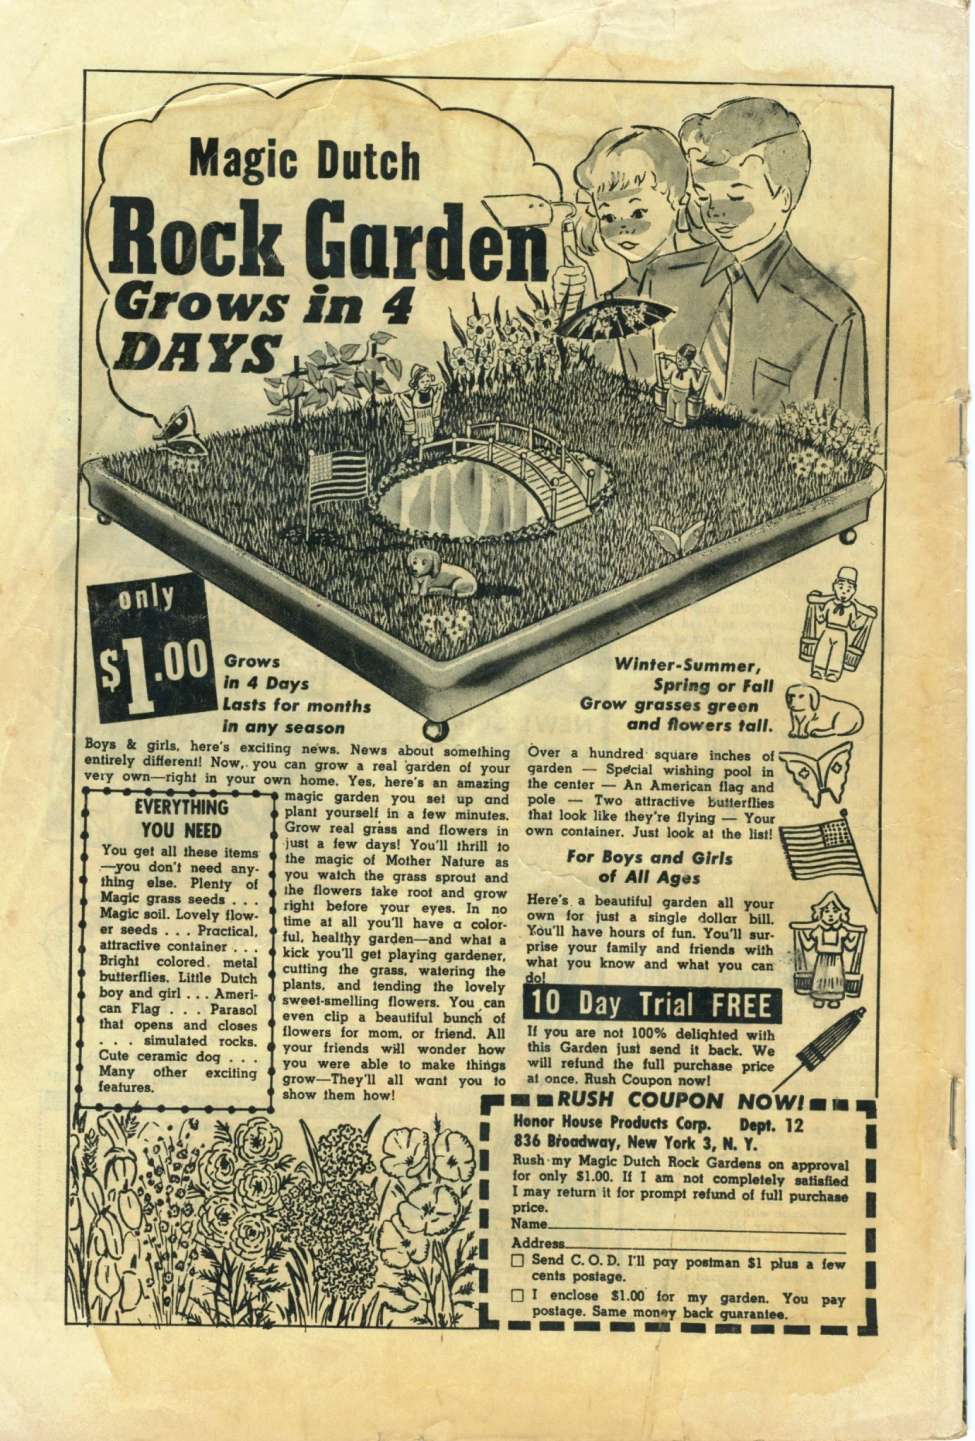 Magic Dutch
Rock Garden
Grows in 4
DAYS
only
$1.00
Grows
in 4 Days
Lasts for months
in any season
Winter-Summer,
Spring or Fall
Grow grasses green
and flowers tall.
Boys & girls, here's exciting news. News about something
entirely different! Now, you can grow a real garden of your
very own—right in your own home. Yes, here's an amazing
magic garden you set up and
plant yourself in a few minutes.
Grow real grass and flowers in
just a few days! You'll thrill to
the magic of Mother Nature as
you watch the grass sprout and
the flowers take root and grow
right before your eyes. In no
time at all you'll have a color-
ful, healthy garden—and what a
kick you'll get playing gardener,
cutting the grass, watering the
plants, and tending the lovely
sweet-smelling flowers. You can
even clip a beautiful bunch of
flowers for mom, or friend. All
your friends will wonder how
you were able to make things
grow—They'll all want you to
show them how!
EVERYTHING
YOU NEED
You get all these items
—you don't need any-
thing else. Plenty of
Magic grass seeds . . .
Magic soil. Lovely flow-
er seeds . . . Practical,
attractive container . . .
Bright colored metal
butterflies. Little Dutch
boy and girl . . . Ameri-
can Flag . . . Parasol
that opens and closes
. . . simulated rocks.
Cute ceramic dog . . .
Many other exciting
features.
Over a hundred square inches of
garden — Special wishing pool in
the center — An American flag and
pole — Two attractive butterflies
that look like they're flying — Your
own container. Just look at the list!
For Boys and Girls
of All Ages
Here's a beautiful garden all your
own for just a single dollar bill.
You'll have hours of fun. You'll sur-
prise your family and friends with
what you know and what you can
do!
10 Day Trial FREE
If you are not 100% delighted with
this Garden just send it back. We
will refund the full purchase price
at once. Rush Coupon now!
RUSH COUPON NOW!
Honor House Products Corp. Dept. 12
836 Broadway, New York 3, N. Y.
Rush my Magic Dutch Rock Gardens on approval
for only $1.00. If I am not completely satisfied
I may return it for prompt refund of full purchase
price.
Name
Address
☐ Send C. O. D. I'll pay postman $1 plus a few
cents postage.
☐ I enclose $1.00 for my garden. You pay
postage. Same money back guarantee.